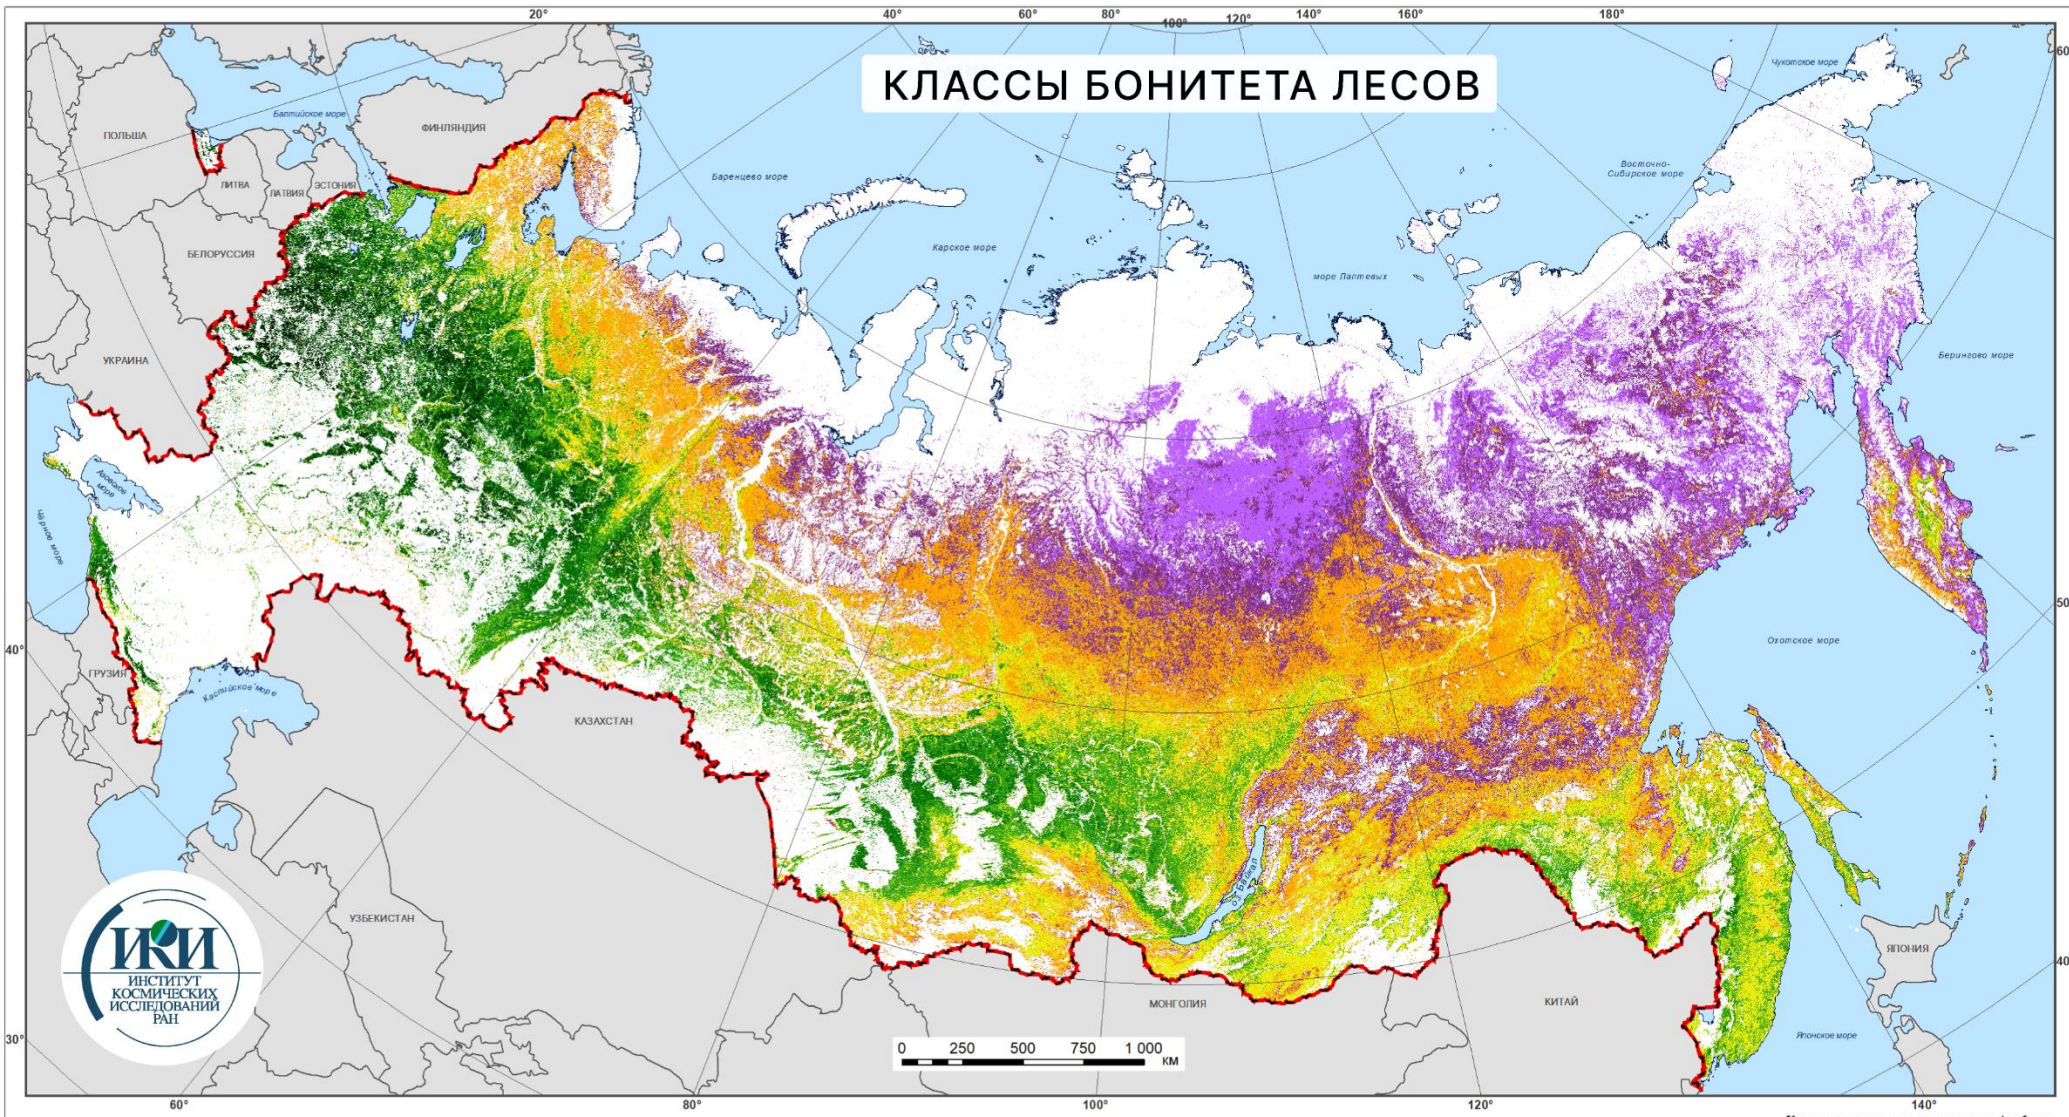 20°
40°
60°
80°
100°
120°
140°
160°
180°
КЛАССЫ БОНИТЕТА ЛЕСОВ
Чукотское море
ПОЛЬША
Балтийское море
ФИНЛЯНДИЯ
ЛИТВА
ЛАТВИЯ
ЭСТОНИЯ
Баренцево море
Восточно-
Сибирское море
БЕЛОРУССИЯ
Карское море
море Лаптевых
УКРАИНА
Берингово море
Азовское
море
Чёрное море
40°
ГРУЗИЯ
Каспийское море
КАЗАХСТАН
Охотское море
оз. Байкал
УЗБЕКИСТАН
ЯПОНИЯ
МОНГОЛИЯ
КИТАЙ
Японское море
ИКИ
ИНСТИТУТ
КОСМИЧЕСКИХ
ИССЛЕДОВАНИЙ
РАН
0 250 500 750 1 000
КМ
30°
60°
80°
100°
120°
140°